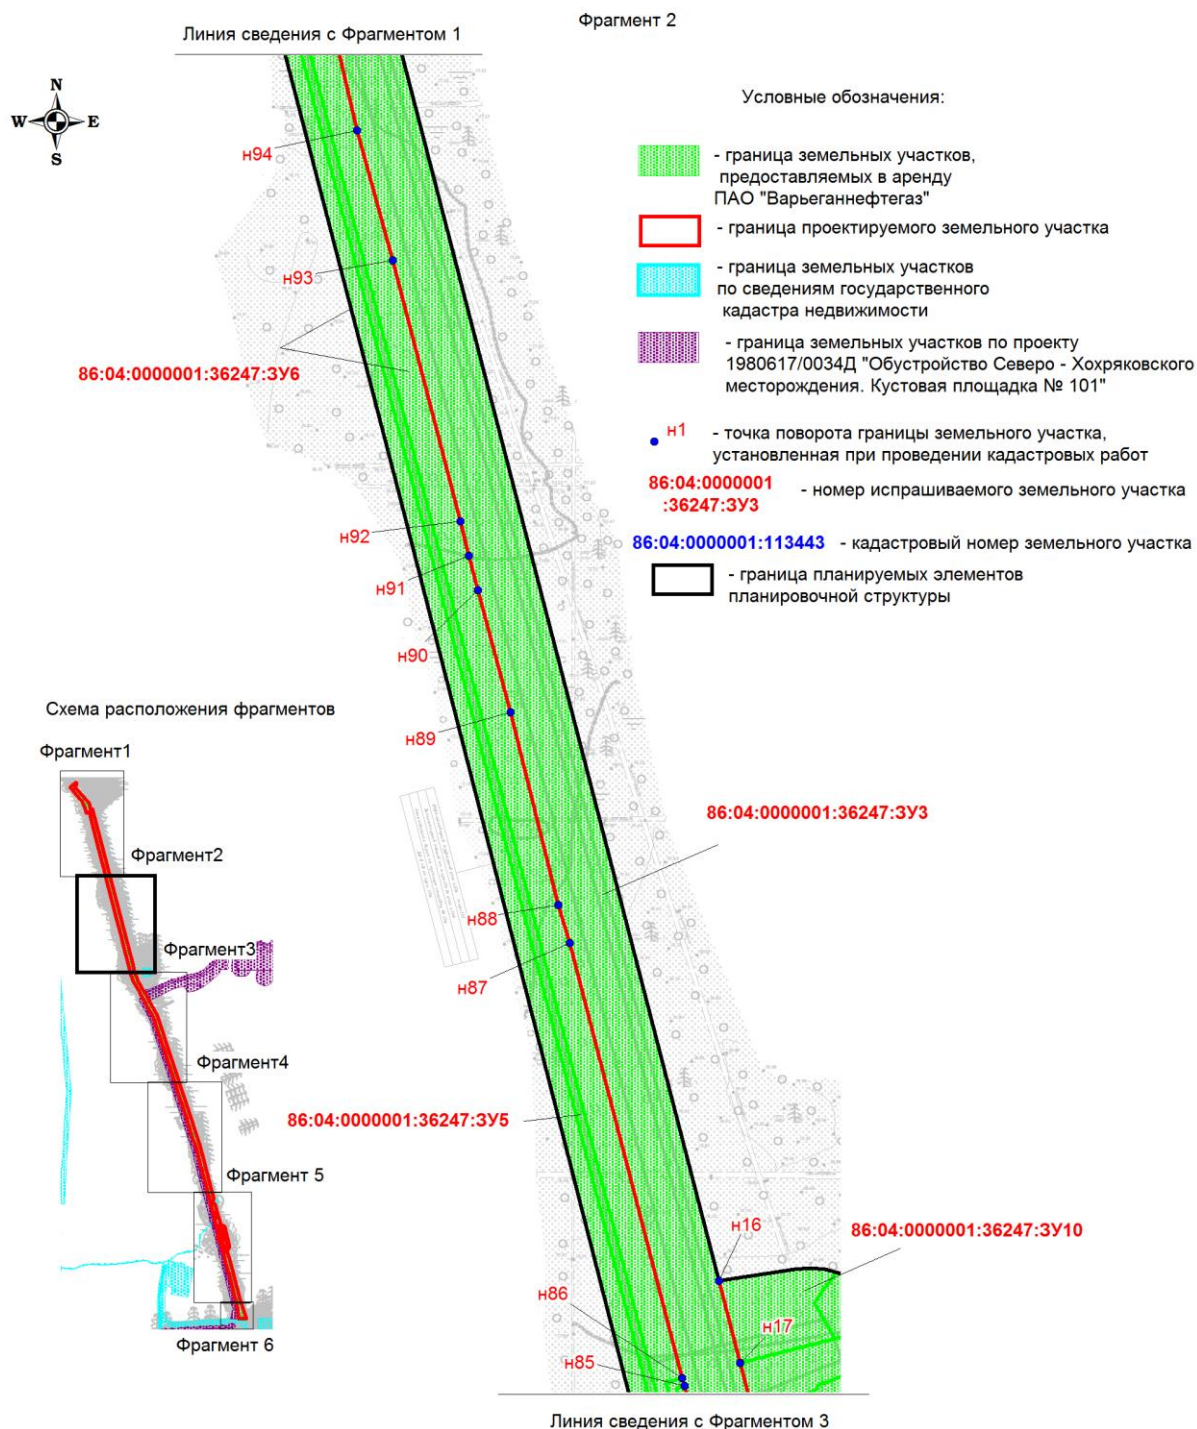 Фрагмент 2
Линия сведения с Фрагментом 1
N
W E
S
Условные обозначения:
- граница земельных участков,
предоставляемых в аренду
ПАО "Варьеганнефтегаз"
- граница проектируемого земельного участка
- граница земельных участков
по сведениям государственного
кадастра недвижимости
- граница земельных участков по проекту
1980617/0034Д "Обустройство Северо - Хохряковского
месторождения. Кустовая площадка № 101"
н1 - точка поворота границы земельного участка,
установленная при проведении кадастровых работ
86:04:0000001
:36247:ЗУ3 - номер испрашиваемого земельного участка
86:04:0000001:113443 - кадастровый номер земельного участка
- граница планируемых элементов
планировочной структуры
н94
н93
86:04:0000001:36247:ЗУ6
н92
н91
н90
н89
86:04:0000001:36247:ЗУ3
н88
н87
86:04:0000001:36247:ЗУ5
н16
86:04:0000001:36247:ЗУ10
н86
н17
н85
Схема расположения фрагментов
Фрагмент1
Фрагмент2
Фрагмент3
Фрагмент4
Фрагмент 5
Фрагмент 6
Линия сведения с Фрагментом 3